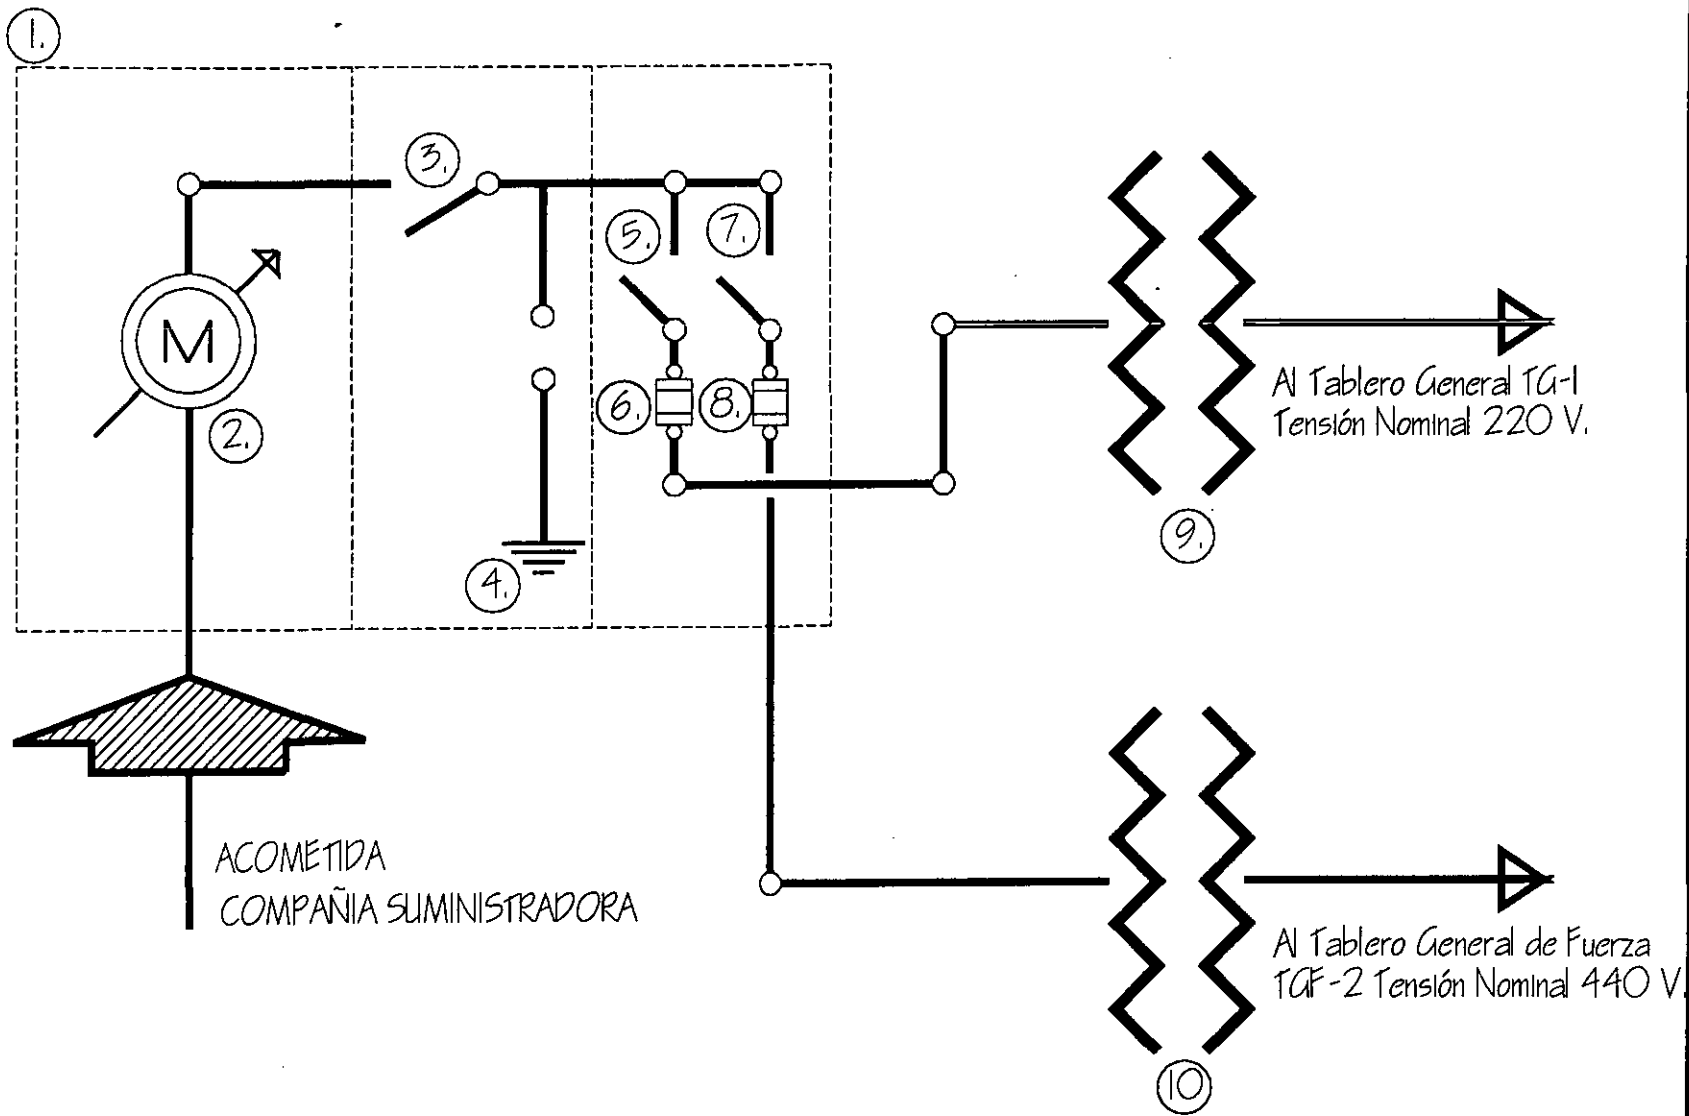 1.
3.
5.
7.
M
2.
6.
8.
4.
Al Tablero General TG-1
Tensión Nominal 220 V.
9.
ACOMETIDA
COMPAÑIA SUMINISTRADORA
Al Tablero General de Fuerza
TGF-2 Tensión Nominal 440 V.
10